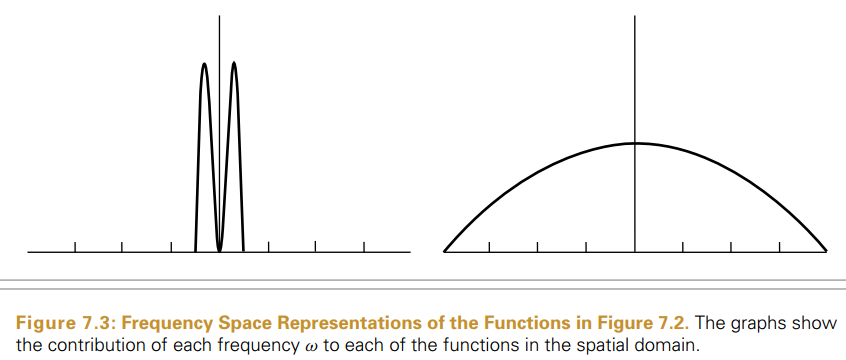 Figure 7.3: Frequency Space Representations of the Functions in Figure 7.2. The graphs show
the contribution of each frequency ω to each of the functions in the spatial domain.